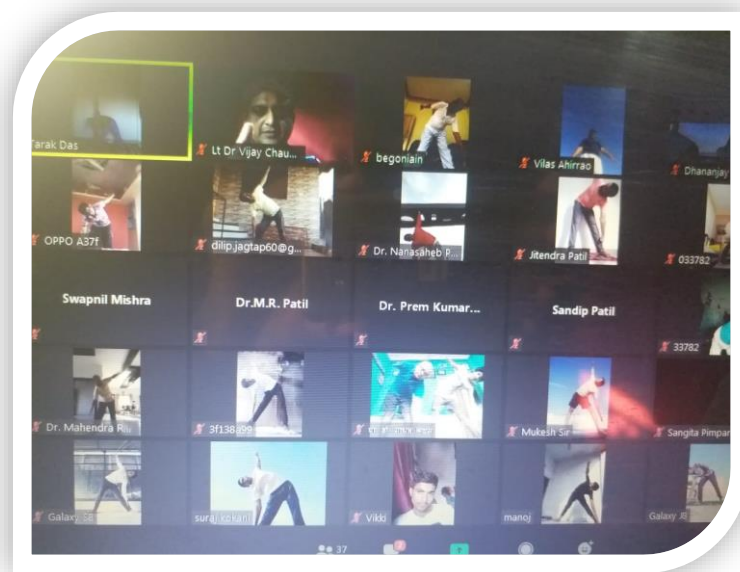 Tarak Das
Lt Dr Vijay Chau...
begoniain
Vilas Ahirrao
Dhananjay
OPPO A37f
dilip.jagtap60@g...
Dr. Nanasaheb P...
Jitendra Patil
033782
Swapnil Mishra
Dr.M.R. Patil
Dr. Prem Kumar...
Sandip Patil
33782
Dr. Mahendra R...
3f138a99
Mukesh Sir
Sangita Pimpar
Galaxy
suraj kokani
Vikki
manoj
Galaxy J8
37